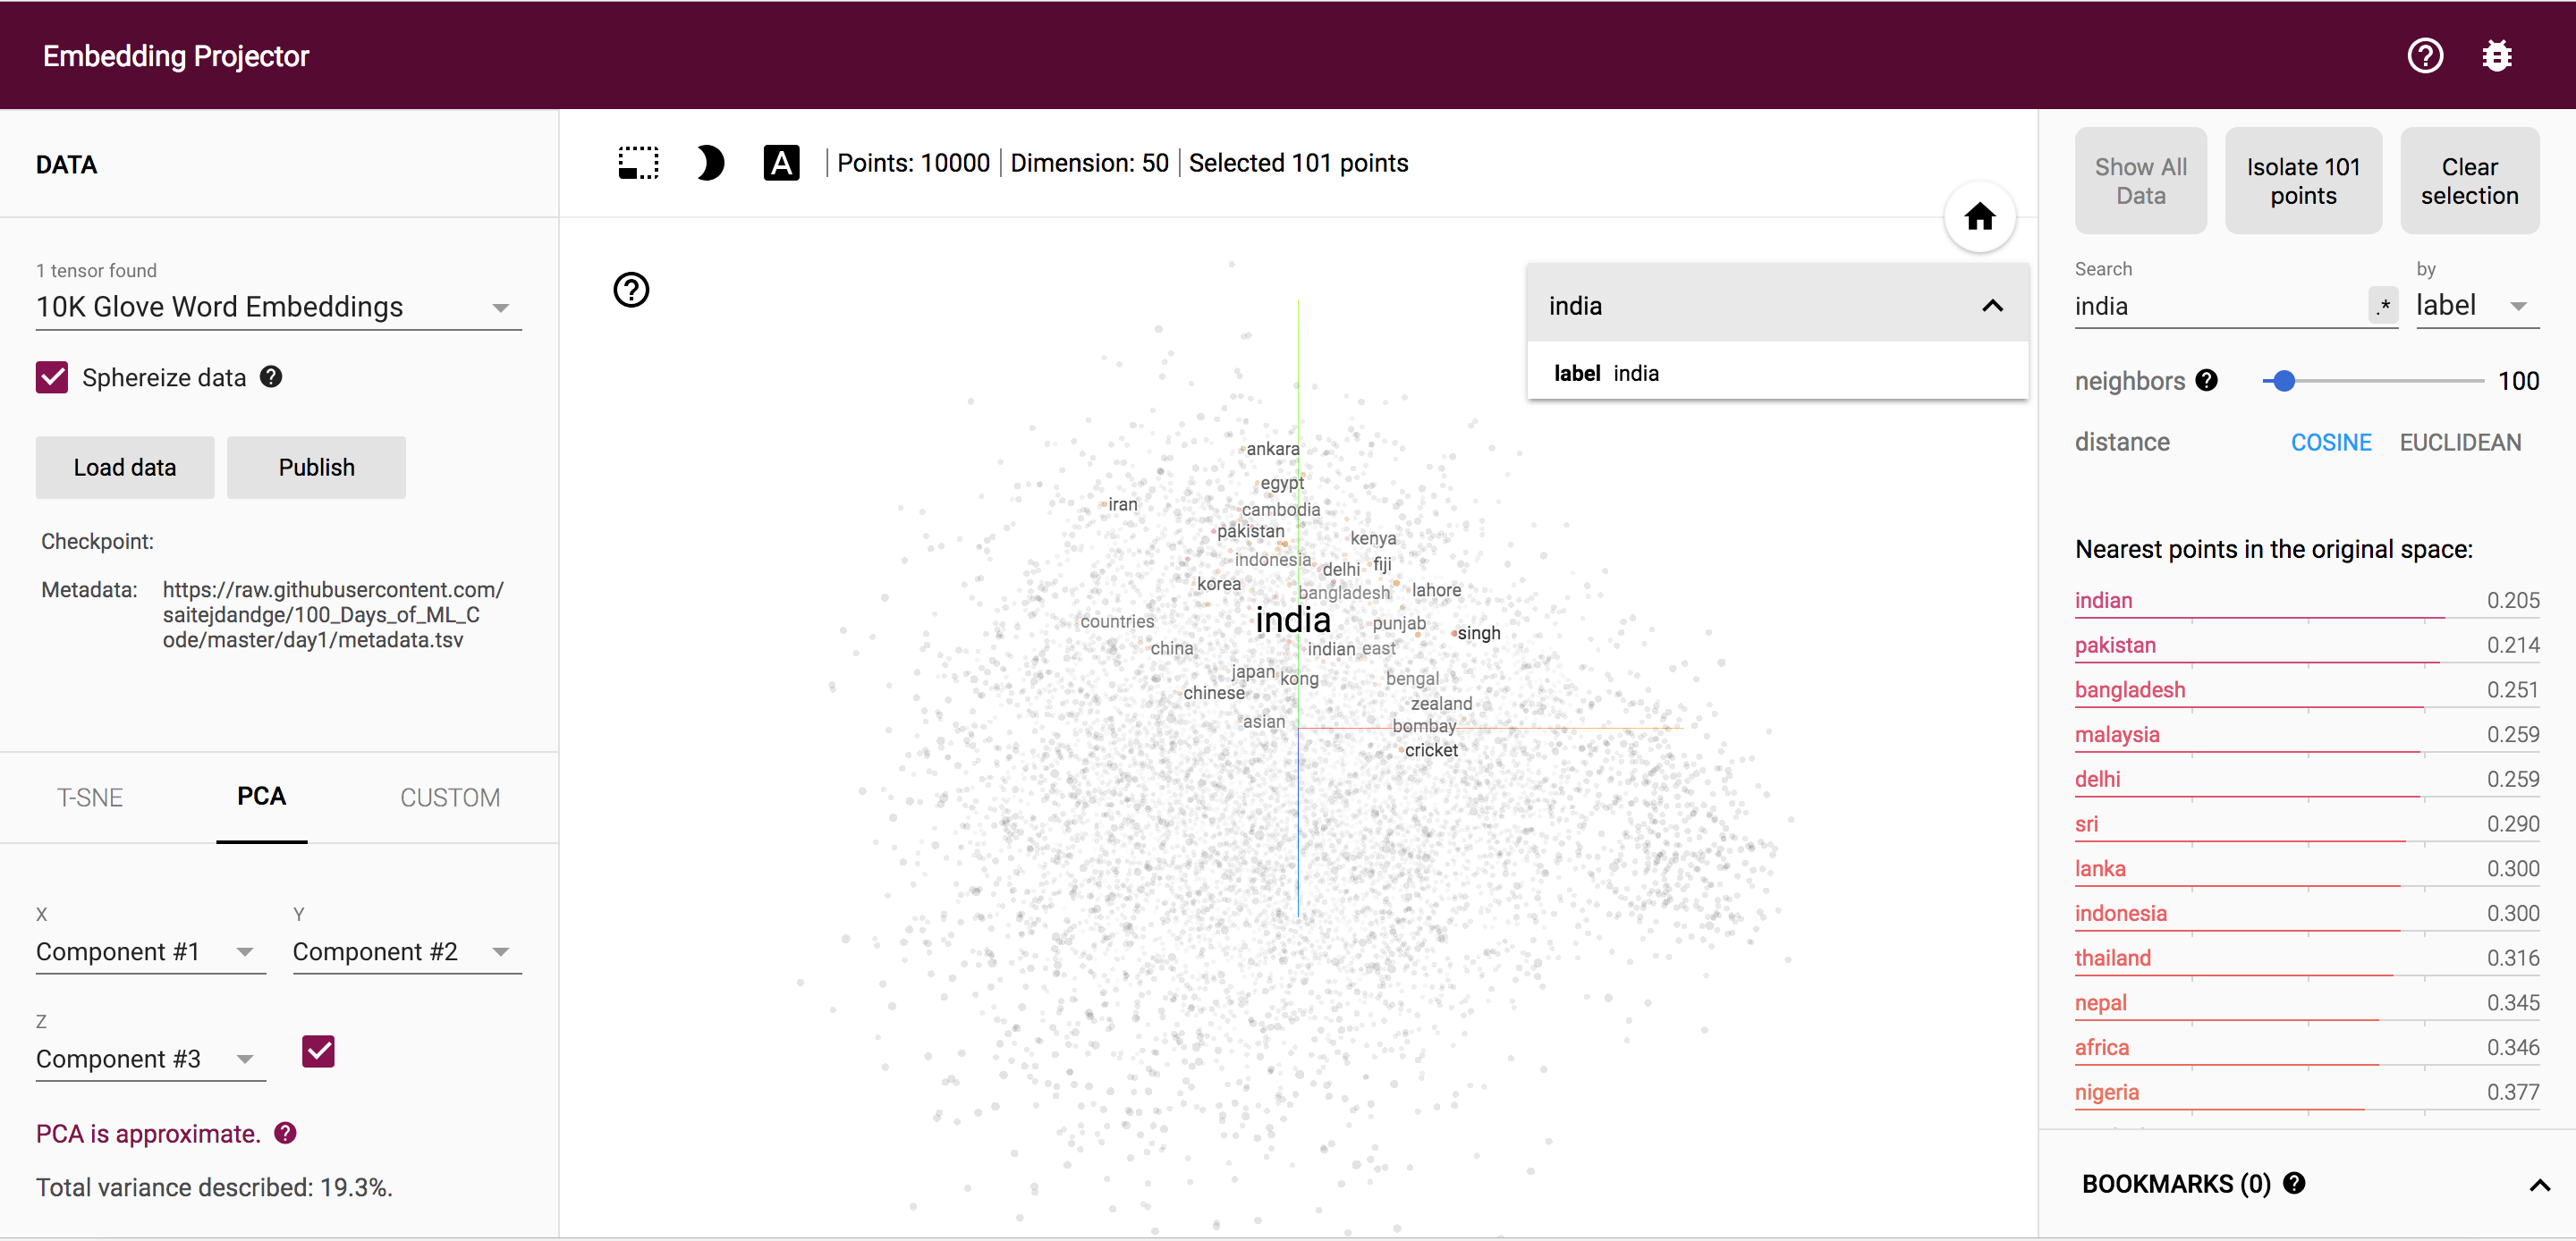 Embedding Projector
DATA
1 tensor found
10K Glove Word Embeddings
Sphereize data
Load data
Publish
Checkpoint:
Metadata:
https://raw.githubusercontent.com/
saitejdandge/100_Days_of_ML_C
ode/master/day1/metadata.tsv
T-SNE
PCA
CUSTOM
X
Component #1
Y
Component #2
Z
Component #3
PCA is approximate.
Total variance described: 19.3%.
A
Points: 10000
Dimension: 50
Selected 101 points
india
label india
ankara
egypt
iran
cambodia
pakistan
kenya
indonesia
delhi
fiji
korea
bangladesh
lahore
india
countries
punjab
singh
china
indian
east
japan
kong
bengal
chinese
zealand
asian
bombay
cricket
Show All
Data
Isolate 101
points
Clear
selection
Search
india
.*
by
label
neighbors
100
distance
COSINE
EUCLIDEAN
Nearest points in the original space:
indian 0.205
pakistan 0.214
bangladesh 0.251
malaysia 0.259
delhi 0.259
sri 0.290
lanka 0.300
indonesia 0.300
thailand 0.316
nepal 0.345
africa 0.346
nigeria 0.377
BOOKMARKS (0)